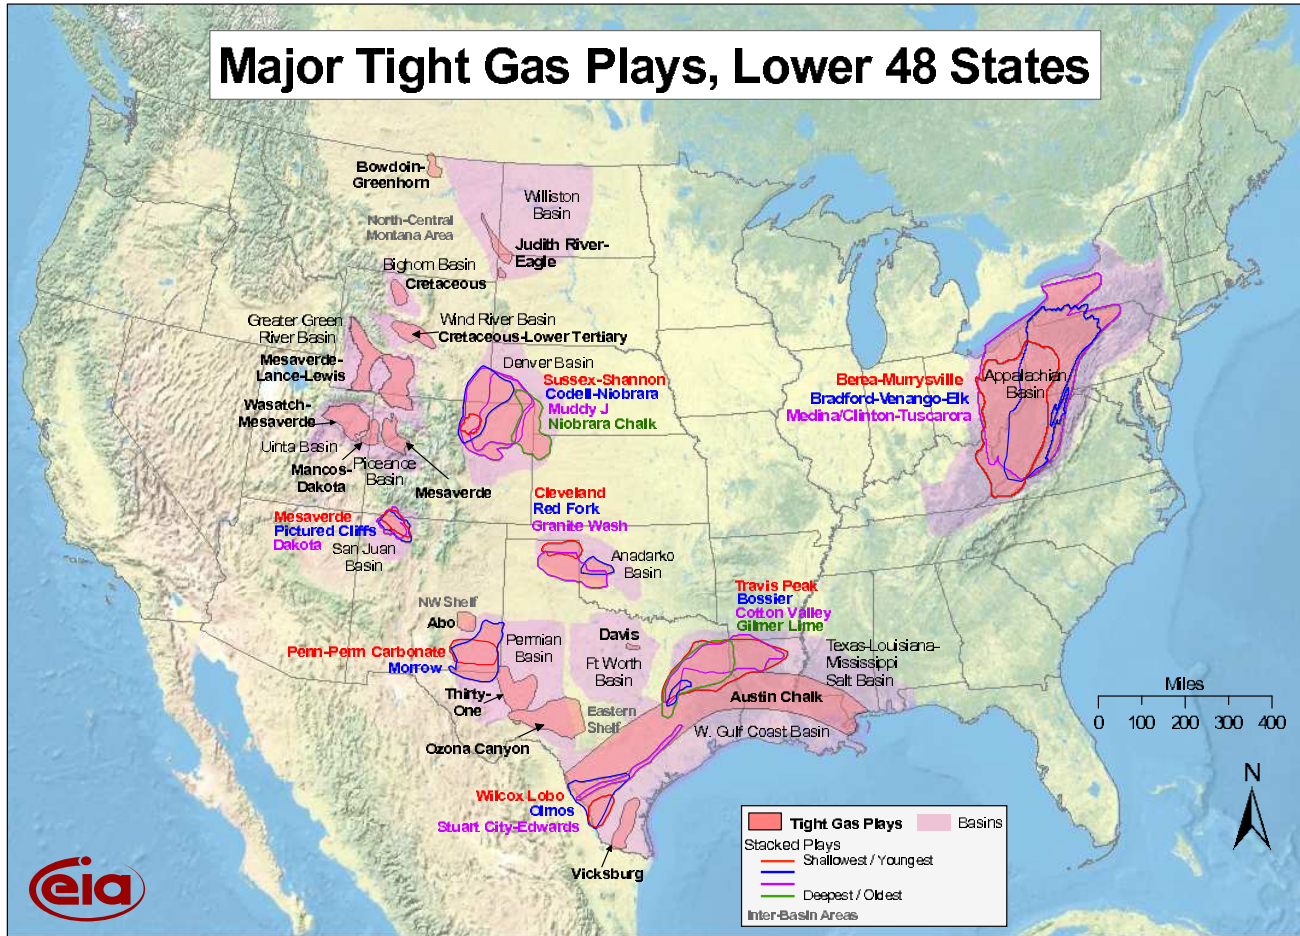 Major Tight Gas Plays, Lower 48 States
Bowdoin-
Greenhorn
Williston
Basin
North-Central
Montana Area
Judith River-
Eagle
Bighorn Basin
Cretaceous
Greater Green
River Basin
Wind River Basin
Cretaceous-Lower Tertiary
Mesaverde-
Lance-Lewis
Denver Basin
Sussex-Shannon
Codell-Niobrara
Muddy J
Niobrara Chalk
Berea-Murrysville
Bradford-Venango-Elk
Medina/Clinton-Tuscarora
Appalachian
Basin
Wasatch-
Mesaverde
Uinta Basin
Mancos-
Dakota
Piceance
Basin
Mesaverde
Cleveland
Red Fork
Granite Wash
Mesaverde
Pictured Cliffs
Dakota
San Juan
Basin
Anadarko
Basin
Travis Peak
Bossier
Cotton Valley
Gilmer Lime
NW Shelf
Abo
Penn-Perm Carbonate
Morrow
Permian
Basin
Davis
Ft Worth
Basin
Texas-Louisiana-
Mississippi
Salt Basin
Thirty-
One
Eastern
Shelf
Austin Chalk
Ozona Canyon
W. Gulf Coast Basin
Miles
0 100 200 300 400
N
Wilcox Lobo
Olmos
Stuart City-Edwards
Vicksburg
Tight Gas Plays
Basins
Stacked Plays
Shallowest / Youngest
Deepest / Oldest
Inter-Basin Areas
eia